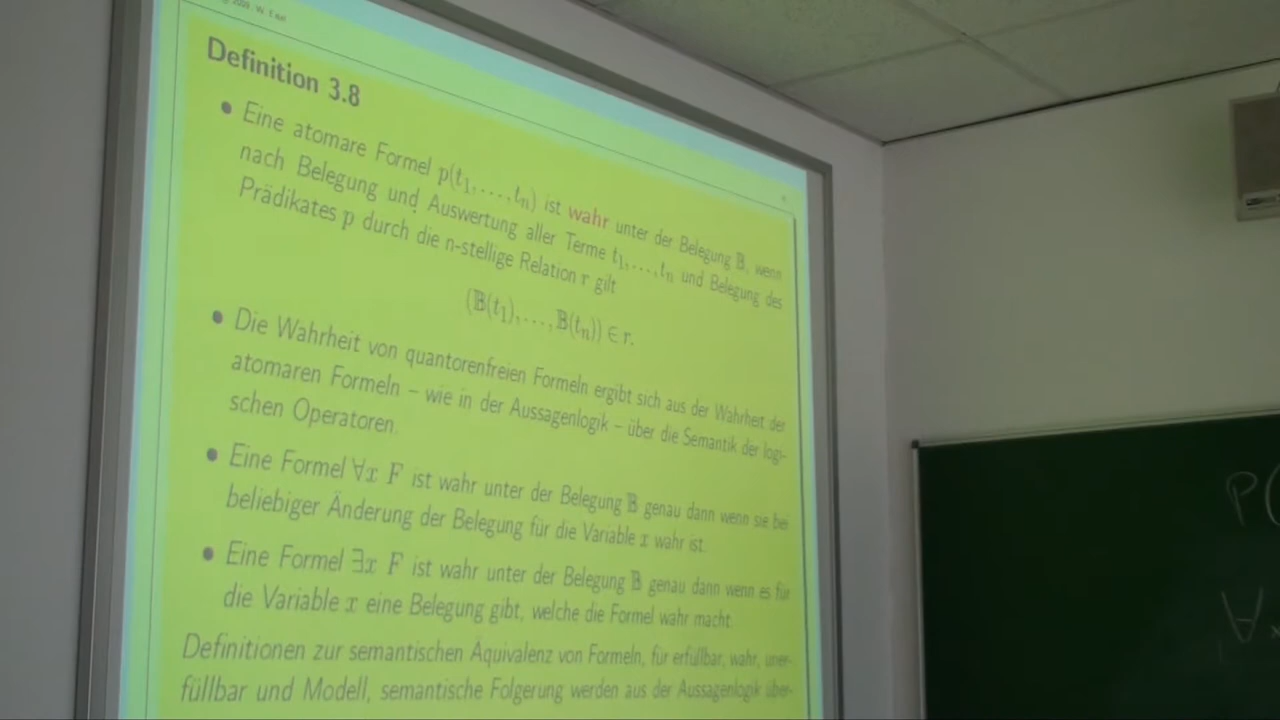 Definition 3.8
• Eine atomare Formel p(t₁, …, tₙ) ist wahr unter der Belegung 𝔹, wenn
nach Belegung und Auswertung aller Terme t₁, …, tₙ und Belegung des
Prädikates p durch die n-stellige Relation r gilt
(𝔹(t₁), …, 𝔹(tₙ)) ∈ r.
• Die Wahrheit von quantorenfreien Formeln ergibt sich aus der Wahrheit der
atomaren Formeln – wie in der Aussagenlogik – über die Semantik der logi-
schen Operatoren.
• Eine Formel ∀x F ist wahr unter der Belegung 𝔹 genau dann wenn sie bei
beliebiger Änderung der Belegung für die Variable x wahr ist.
• Eine Formel ∃x F ist wahr unter der Belegung 𝔹 genau dann wenn es für
die Variable x eine Belegung gibt, welche die Formel wahr macht.
Definitionen zur semantischen Äquivalenz von Formeln, für erfüllbar, wahr, uner-
füllbar und Modell, semantische Folgerung werden aus der Aussagenlogik über-
P(
∀x